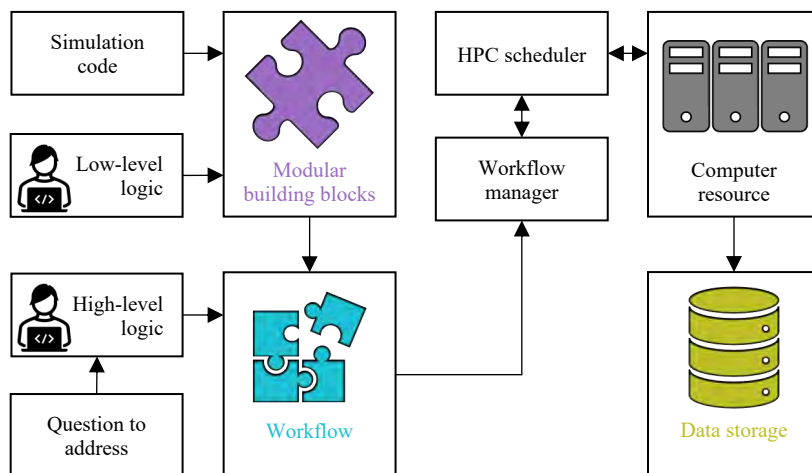 Simulation
code
Low-level
logic
Modular
building blocks
High-level
logic
Question to
address
Workflow
HPC scheduler
Workflow
manager
Computer
resource
Data storage